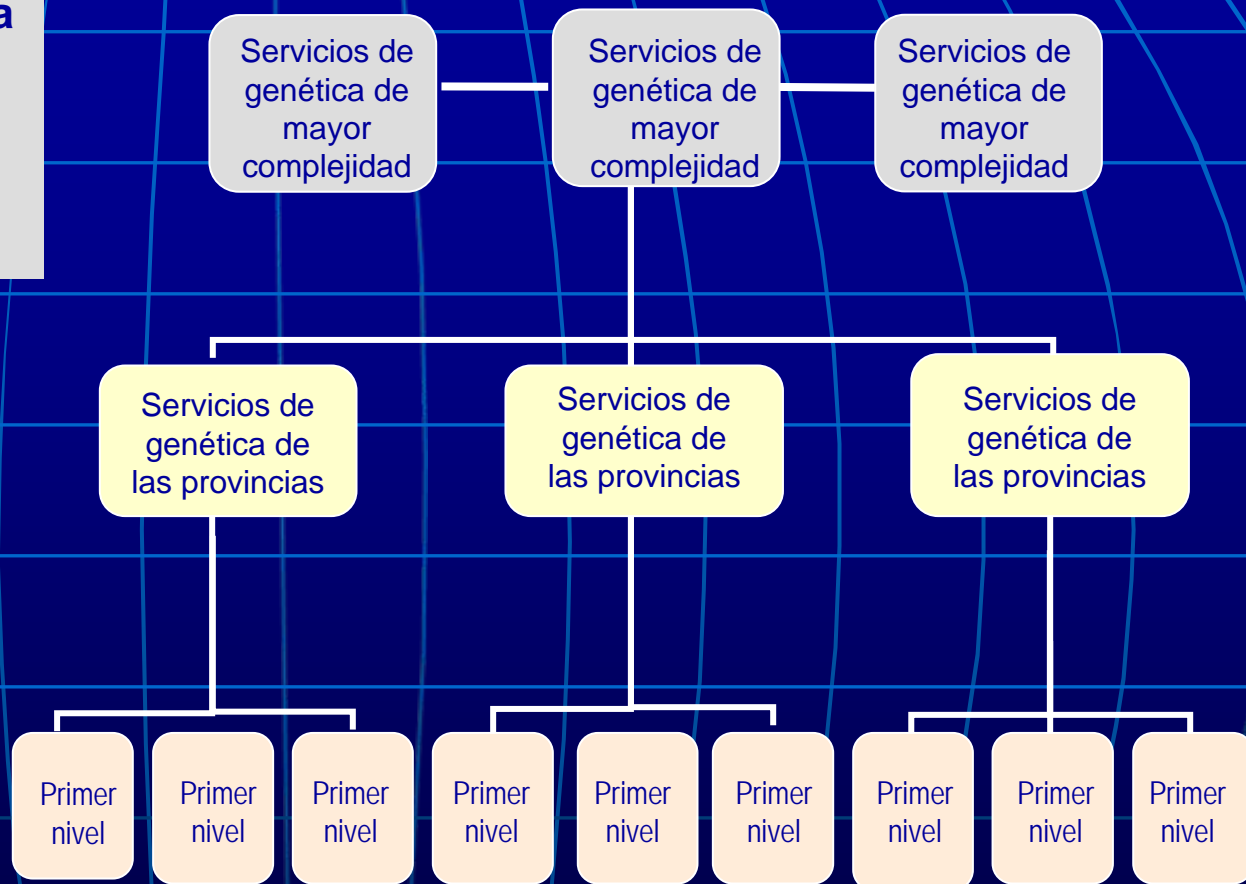 a
Servicios de
genética de
mayor
complejidad
Servicios de
genética de
mayor
complejidad
Servicios de
genética de
mayor
complejidad
Servicios de
genética de
las provincias
Servicios de
genética de
las provincias
Servicios de
genética de
las provincias
Primer
nivel
Primer
nivel
Primer
nivel
Primer
nivel
Primer
nivel
Primer
nivel
Primer
nivel
Primer
nivel
Primer
nivel